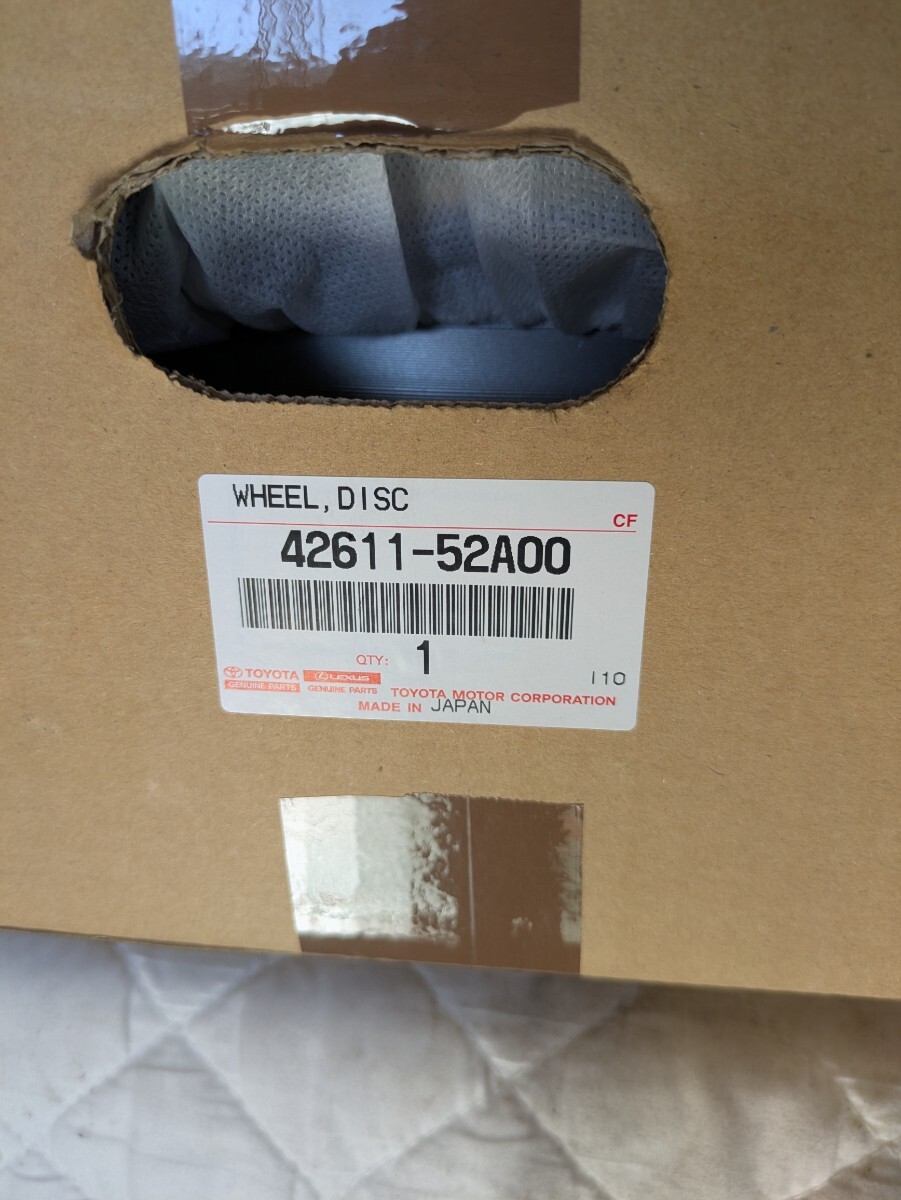 WHEEL, DISC
CF
42611-52A00
QTY: 1
110
TOYOTA LEXUS
GENUINE PARTS GENUINE PARTS TOYOTA MOTOR CORPORATION
MADE IN JAPAN